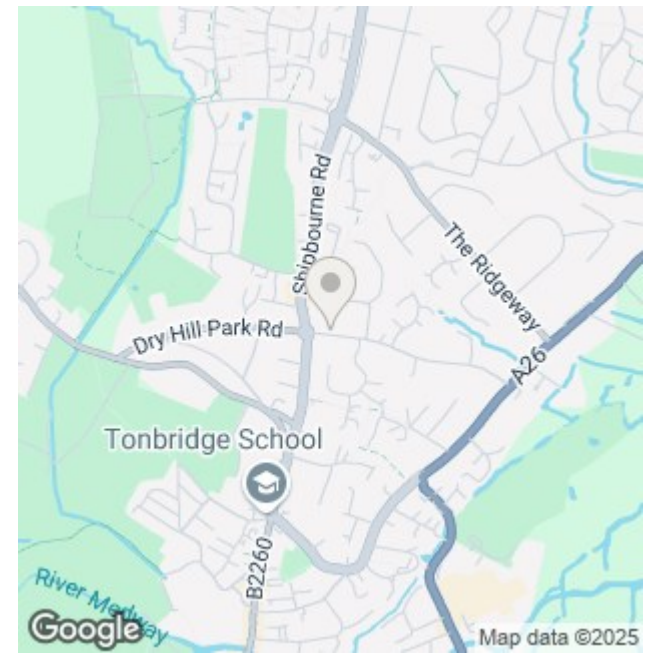 Shipbourne Rd
The Ridgeway
Dry Hill Park Rd
A26
Tonbridge School
B2260
River Medway
Google
Map data ©2025